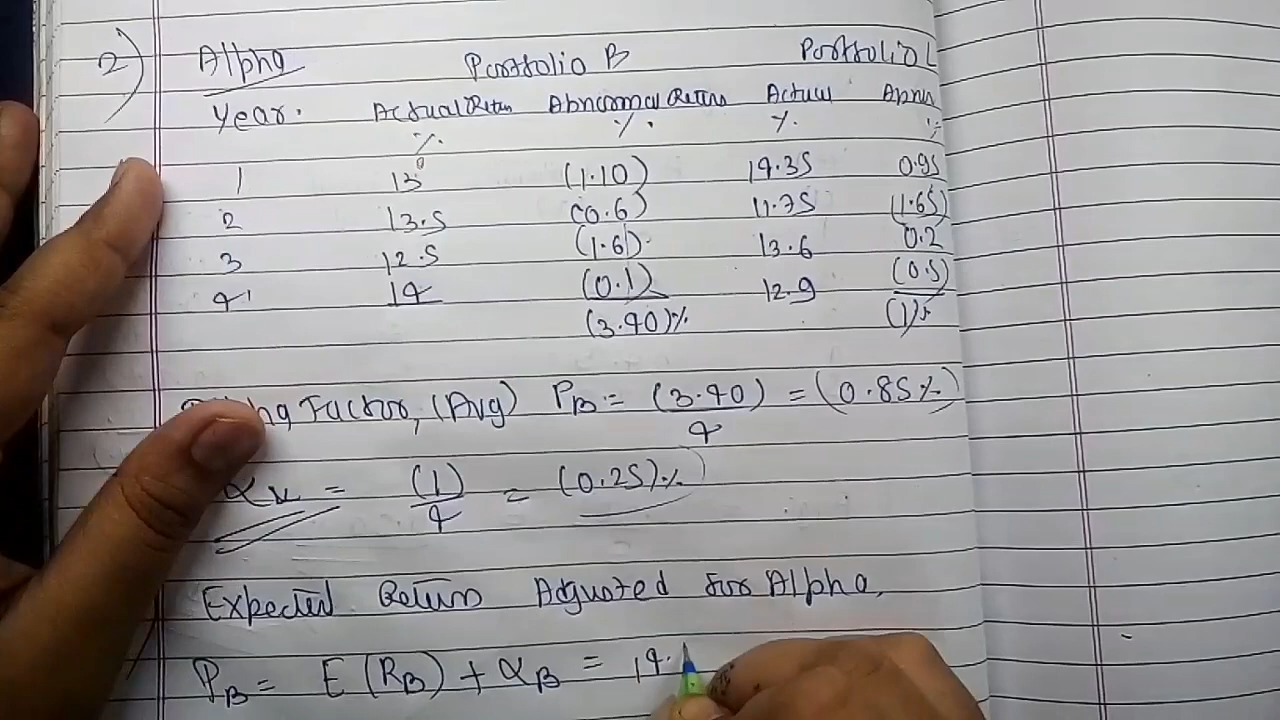 2) Alpha Portfolio B Portfolio L
Year. Actual Return Abnormal Return Actual Abnor
% %. %. %
1 13 (1.10) 14.35 0.95
2 13.5 (0.6) 11.75 (1.65)
3 12.5 (1.6) 13.6 0.2
4 14 (0.1) 12.9 (0.5)
(3.40)% (1)%
Factor, (Avg) PB = (3.40) = (0.85%)
4
= (1) = (0.25)%
4
Expected Return Adjusted for Alpha,
PB = E (RB) + αB = 14.